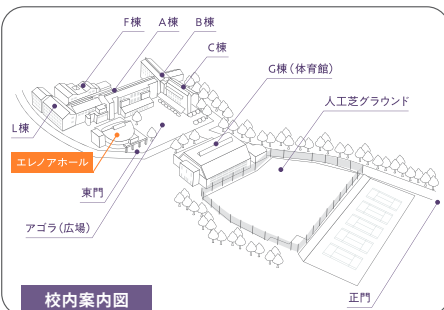 F棟
A棟
B棟
C棟
G棟（体育館）
人工芝グラウンド
L棟
エレノアホール
東門
アゴラ（広場）
正門
校内案内図